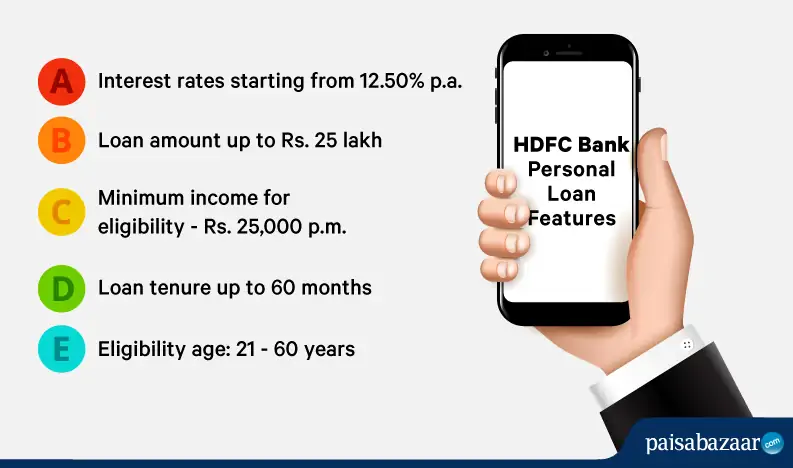 A Interest rates starting from 12.50% p.a.
B Loan amount up to Rs. 25 lakh
C Minimum income for
eligibility - Rs. 25,000 p.m.
D Loan tenure up to 60 months
E Eligibility age: 21 - 60 years
HDFC Bank
Personal
Loan
Features
paisabazaar.com